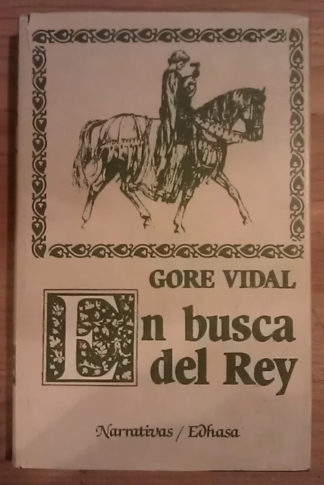 GORE VIDAL
En busca
del Rey
Narrativas / Edhasa